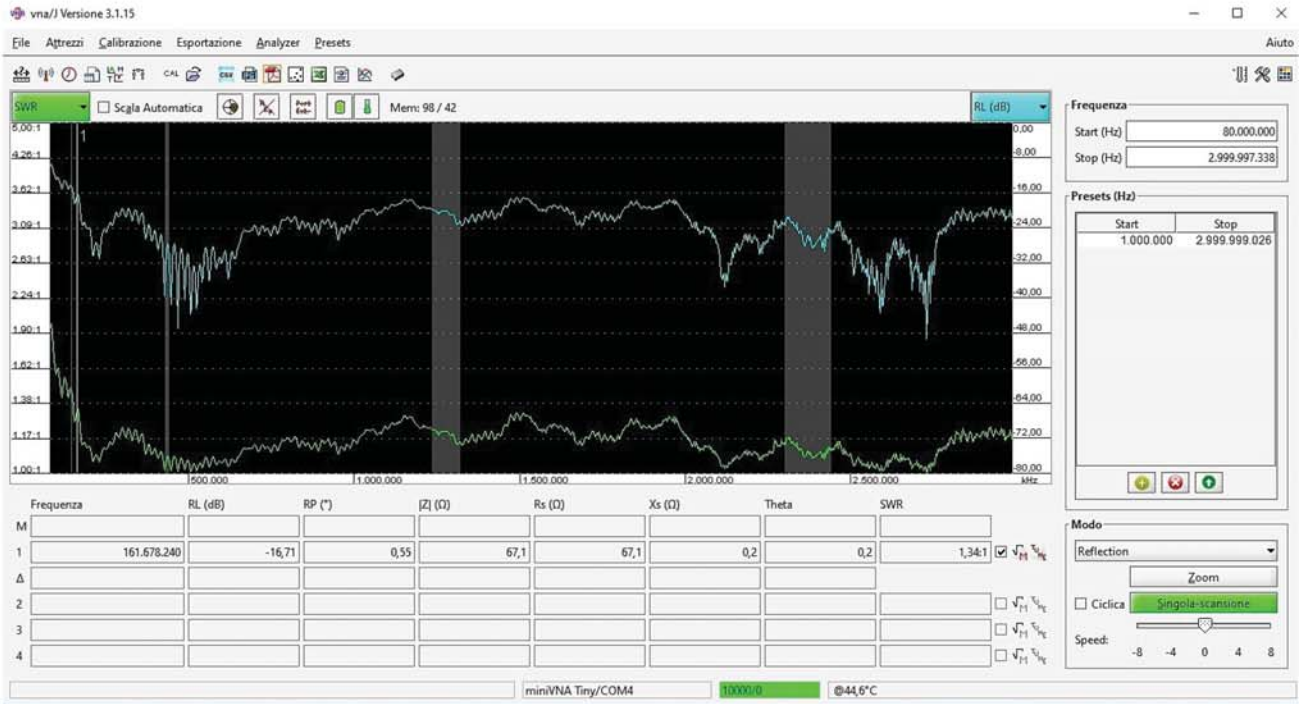 vna/J Versione 3.1.15
File Attrezzi Calibrazione Esportazione Analyzer Presets Aiuto
CAL CSV
SWR Scala Automatica Mem: 98 / 42 RL (dB)
5,00:1 1 0,00
4,26:1 -8,00
3,62:1 -16,00
3,09:1 -24,00
2,63:1 -32,00
2,24:1 -40,00
1,90:1 -48,00
1,62:1 -56,00
1,38:1 -64,00
1,17:1 -72,00
1,00:1 -80,00
500.000 1.000.000 1.500.000 2.000.000 2.500.000 kHz
Frequenza RL (dB) RP (°) |Z| (Ω) Rs (Ω) Xs (Ω) Theta SWR
M
1 161.678.240 -16,71 0,55 67,1 67,1 0,2 0,2 1,34:1
Δ
2
3
4
miniVNA Tiny/COM4 10000/0 @44,6°C
Frequenza
Start (Hz) 80.000.000
Stop (Hz) 2.999.997.338
Presets (Hz)
Start Stop
1.000.000 2.999.999.026
Modo
Reflection
Zoom
Ciclica Singola-scansione
Speed:
-8 -4 0 4 8